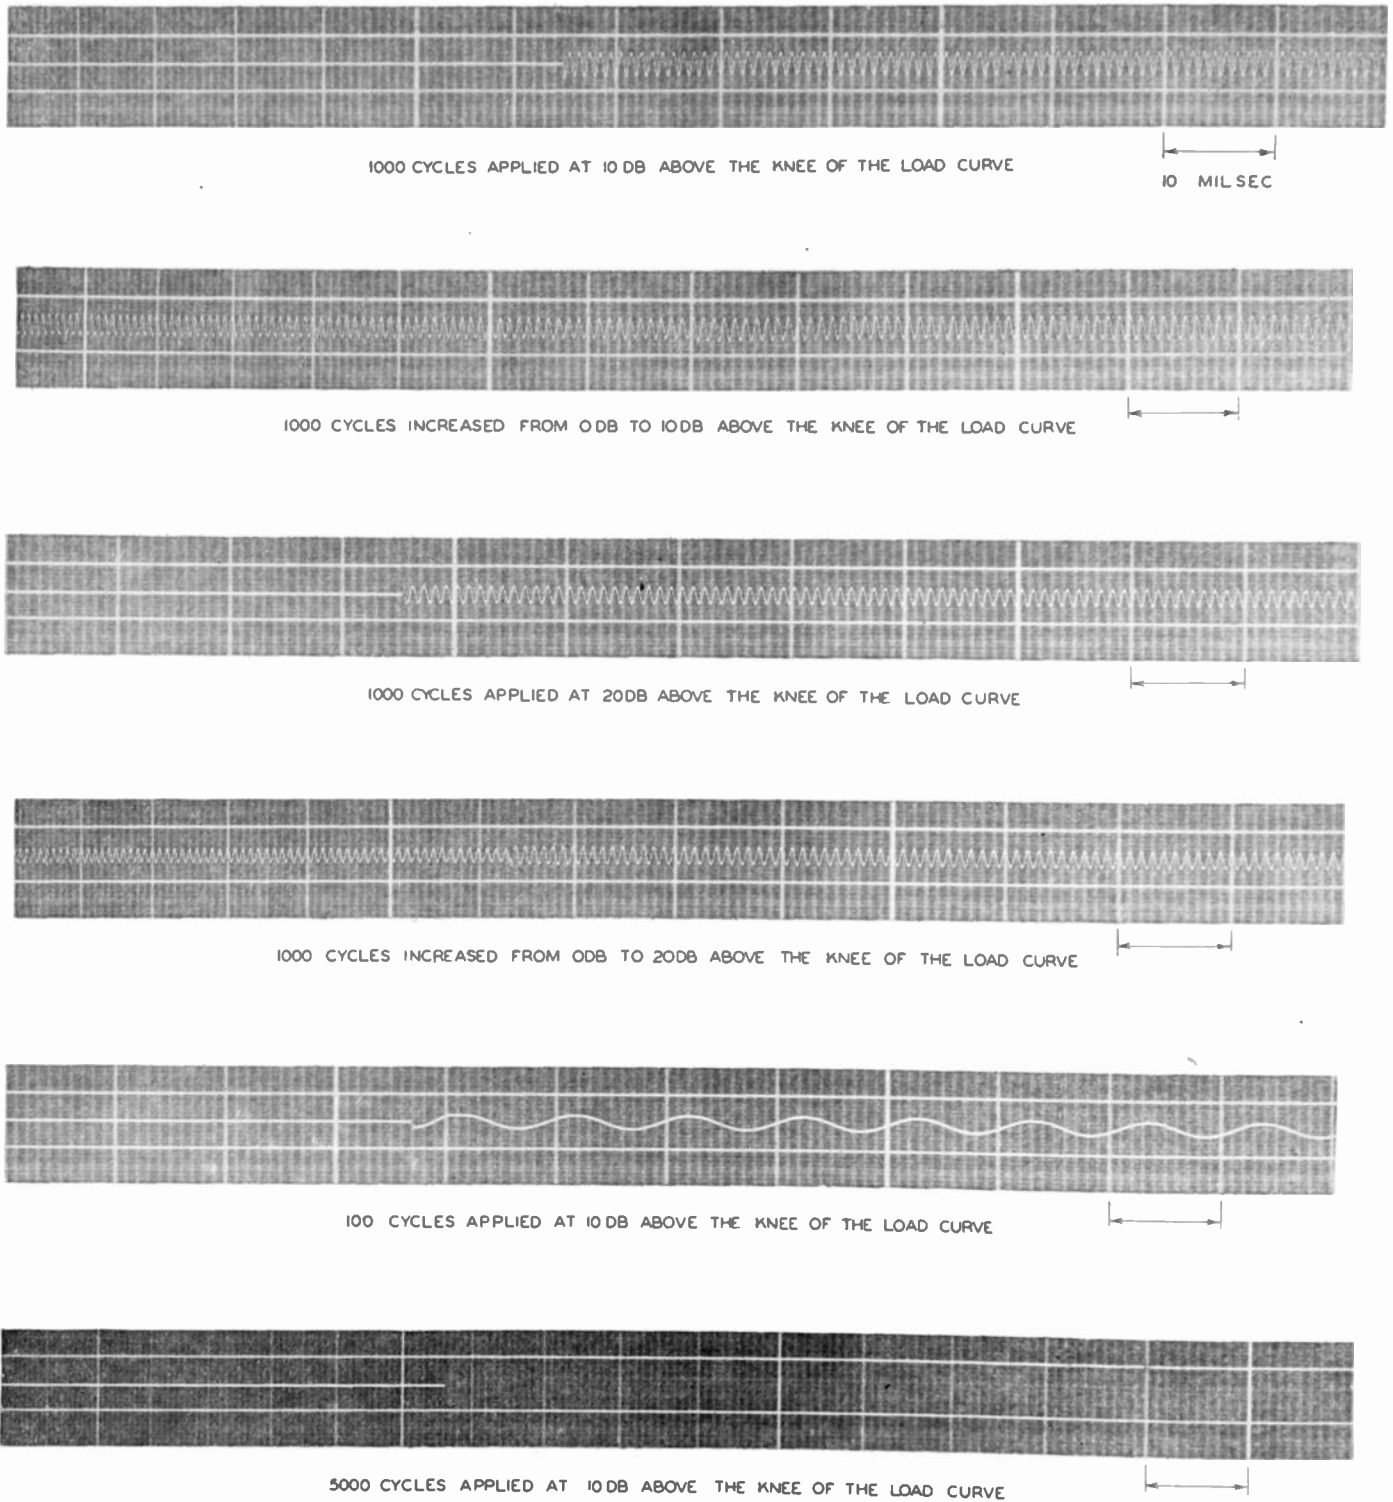 1000 CYCLES APPLIED AT 10 DB ABOVE THE KNEE OF THE LOAD CURVE
10 MILSEC
1000 CYCLES INCREASED FROM 0 DB TO 10 DB ABOVE THE KNEE OF THE LOAD CURVE
1000 CYCLES APPLIED AT 20 DB ABOVE THE KNEE OF THE LOAD CURVE
1000 CYCLES INCREASED FROM 0DB TO 20DB ABOVE THE KNEE OF THE LOAD CURVE
100 CYCLES APPLIED AT 10 DB ABOVE THE KNEE OF THE LOAD CURVE
5000 CYCLES APPLIED AT 10 DB ABOVE THE KNEE OF THE LOAD CURVE